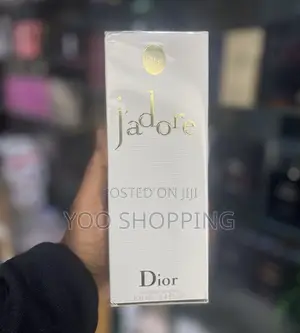 j'adore
POSTED ON JIJI
YOO SHOPPING
Dior